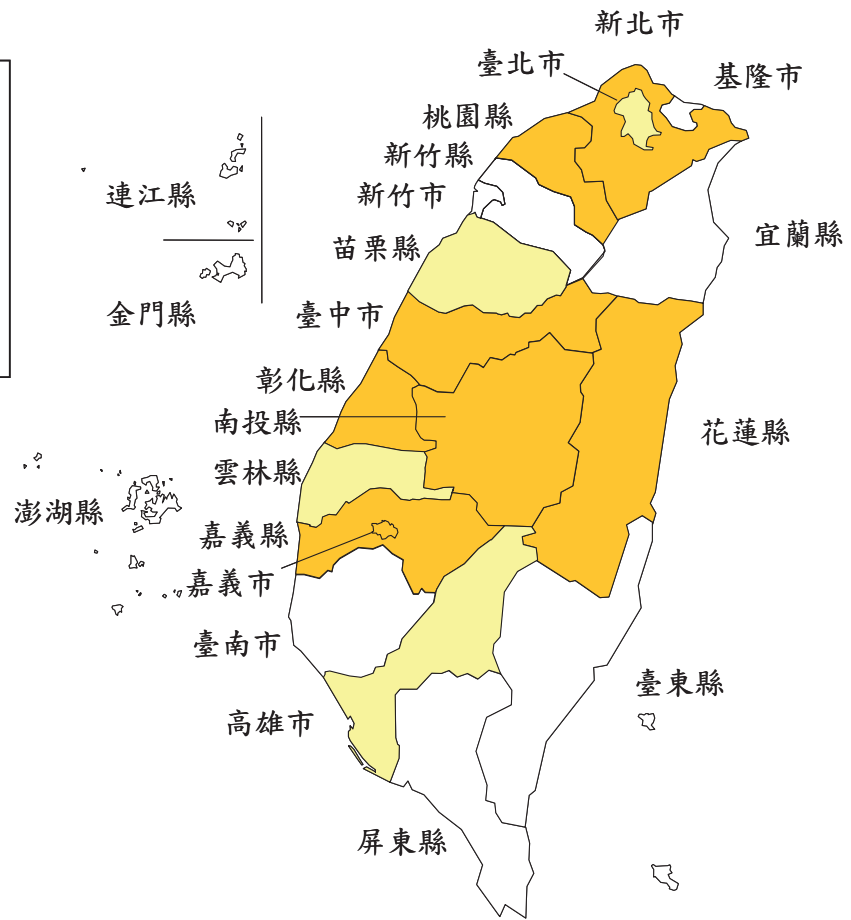 新北市
臺北市
基隆市
桃園縣
新竹縣
新竹市
連江縣
宜蘭縣
苗栗縣
金門縣
臺中市
彰化縣
南投縣
花蓮縣
雲林縣
澎湖縣
嘉義縣
嘉義市
臺南市
臺東縣
高雄市
屏東縣